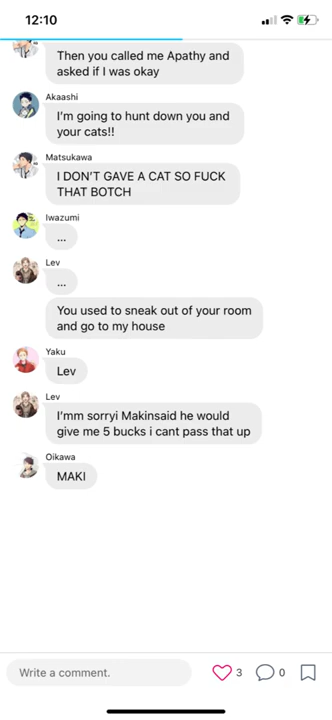 12:10
Then you called me Apathy and
asked if I was okay
Akaashi
I'm going to hunt down you and
your cats!!
Matsukawa
I DON'T GAVE A CAT SO FUCK
THAT BOTCH
Iwazumi
...
Lev
...
You used to sneak out of your room
and go to my house
Yaku
Lev
Lev
I'mm sorryi Makinsaid he would
give me 5 bucks i cant pass that up
Oikawa
MAKI
Write a comment.
3
0